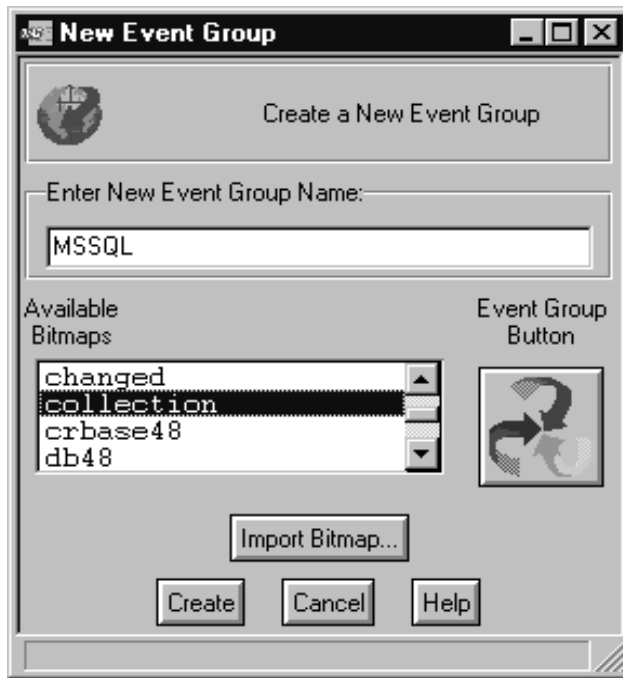 New Event Group
Create a New Event Group
Enter New Event Group Name:
MSSQL
Available
Bitmaps
Event Group
Button
changed
collection
crbase48
db48
Import Bitmap...
Create
Cancel
Help